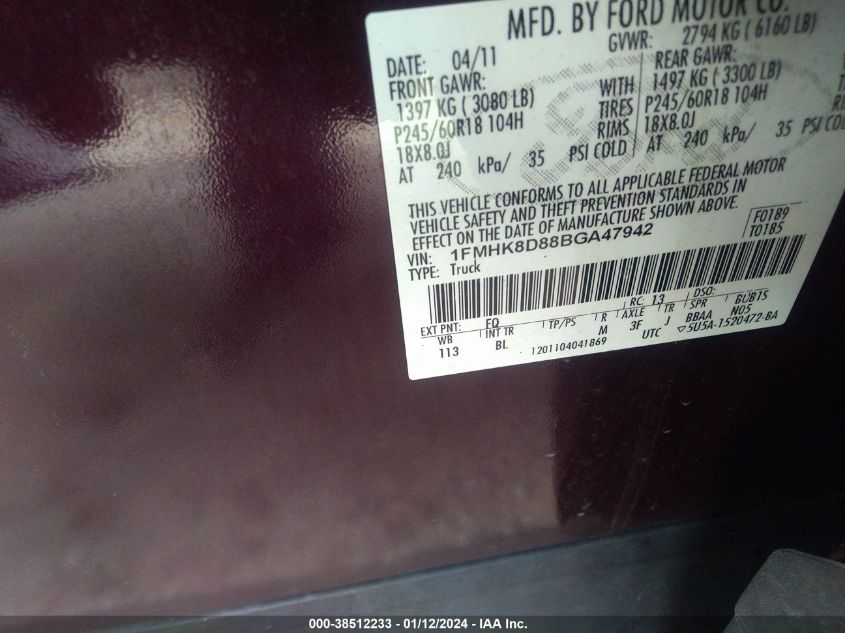 MFD. BY FORD MOTOR CO.
GVWR: 2794 KG ( 6160 LB)
DATE: 04/11
FRONT GAWR: REAR GAWR:
1397 KG ( 3080 LB) WITH 1497 KG ( 3300 LB)
P245/60R18 104H TIRES P245/60R18 104H
18X8.0J RIMS 18X8.0J
AT 240 kPa/ 35 PSI COLD AT 240 kPa/ 35 PSI COLD
THIS VEHICLE CONFORMS TO ALL APPLICABLE FEDERAL MOTOR
VEHICLE SAFETY AND THEFT PREVENTION STANDARDS IN
EFFECT ON THE DATE OF MANUFACTURE SHOWN ABOVE.
F0189
T0185
VIN: 1FMHK8D88BGA47942
TYPE: Truck
RC: 13 DSO:
EXT PNT: FQ
WB INT TR TP/PS R AXLE TR SPR BUB1S
113 BL M 3F J BBAA N05
1201104041869 UTC 5U5A-1520472-BA
000-38512233 - 01/12/2024 - IAA Inc.